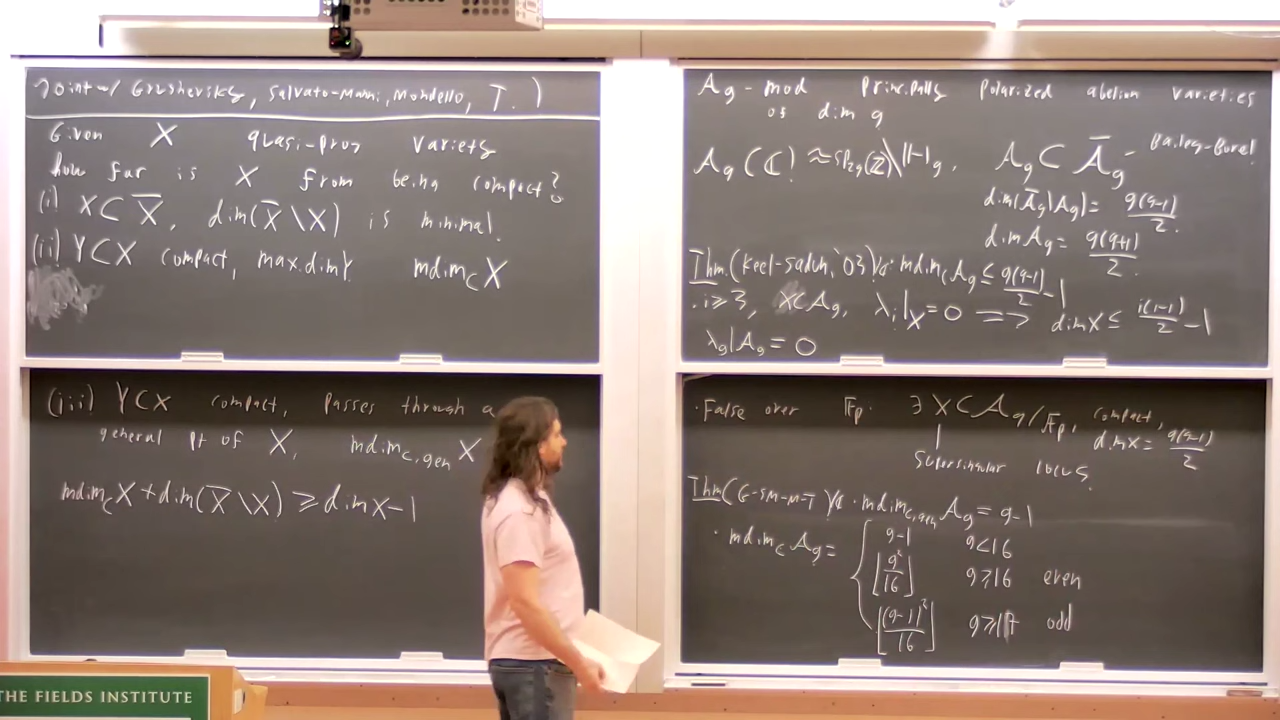 Joint w/ Grushevsky, Salvato-Manni, Mondello, T.)
Given X quasi-proj variety
how far is X from being compact?
(i) X⊂X̄, dim(X̄\X) is minimal.
(ii) Y⊂X compact, max.dimY. mdim_c X
(iii) Y⊂X compact, passes through a
general pt of X, mdim_{c,gen} X
mdim_c X + dim(X̄\X) ≥ dim X-1
THE FIELDS INSTITUTE
A_g - mod Principally polarized abelian varieties
of dim g
A_g(ℂ) ≈ Sp_{2g}(ℤ)\\ℍ_g. A_g ⊂ Ā_g - Bailey-Borel
dim(Ā_g\A_g) = g(g-1)/2.
dim A_g = g(g+1)/2.
Thm (Keel-Sadun, '03)/ℂ: mdim_c A_g ≤ g(g-1)/2 - 1
. i≥3, X⊂A_g, λ_i|_X = 0 ⟹ dim X ≤ i(i-1)/2 - 1
λ_g|A_g = 0
·False over 𝔽_p: ∃ X⊂A_g/𝔽_p, compact, dim X = g(g-1)/2
Supersingular locus.
Thm (G-SM-M-T)/ℂ · mdim_{c,gen} A_g = g-1
· mdim_c A_g = { g-1 g<16
⌊g²/16⌋ g≥16 even
⌊(g-1)²/16⌋ g≥17 odd